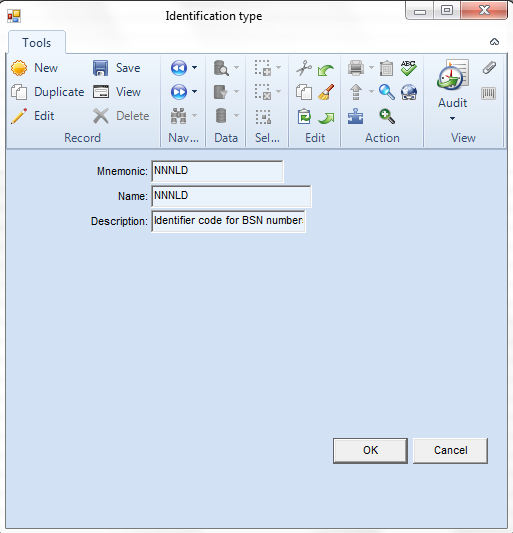 Identification type
Tools
New Save
Duplicate View
Edit Delete
ABC
Audit
Record Nav... Data Sel... Edit Action View
Mnemonic: NNNLD
Name: NNNLD
Description: Identifier code for BSN number
OK Cancel